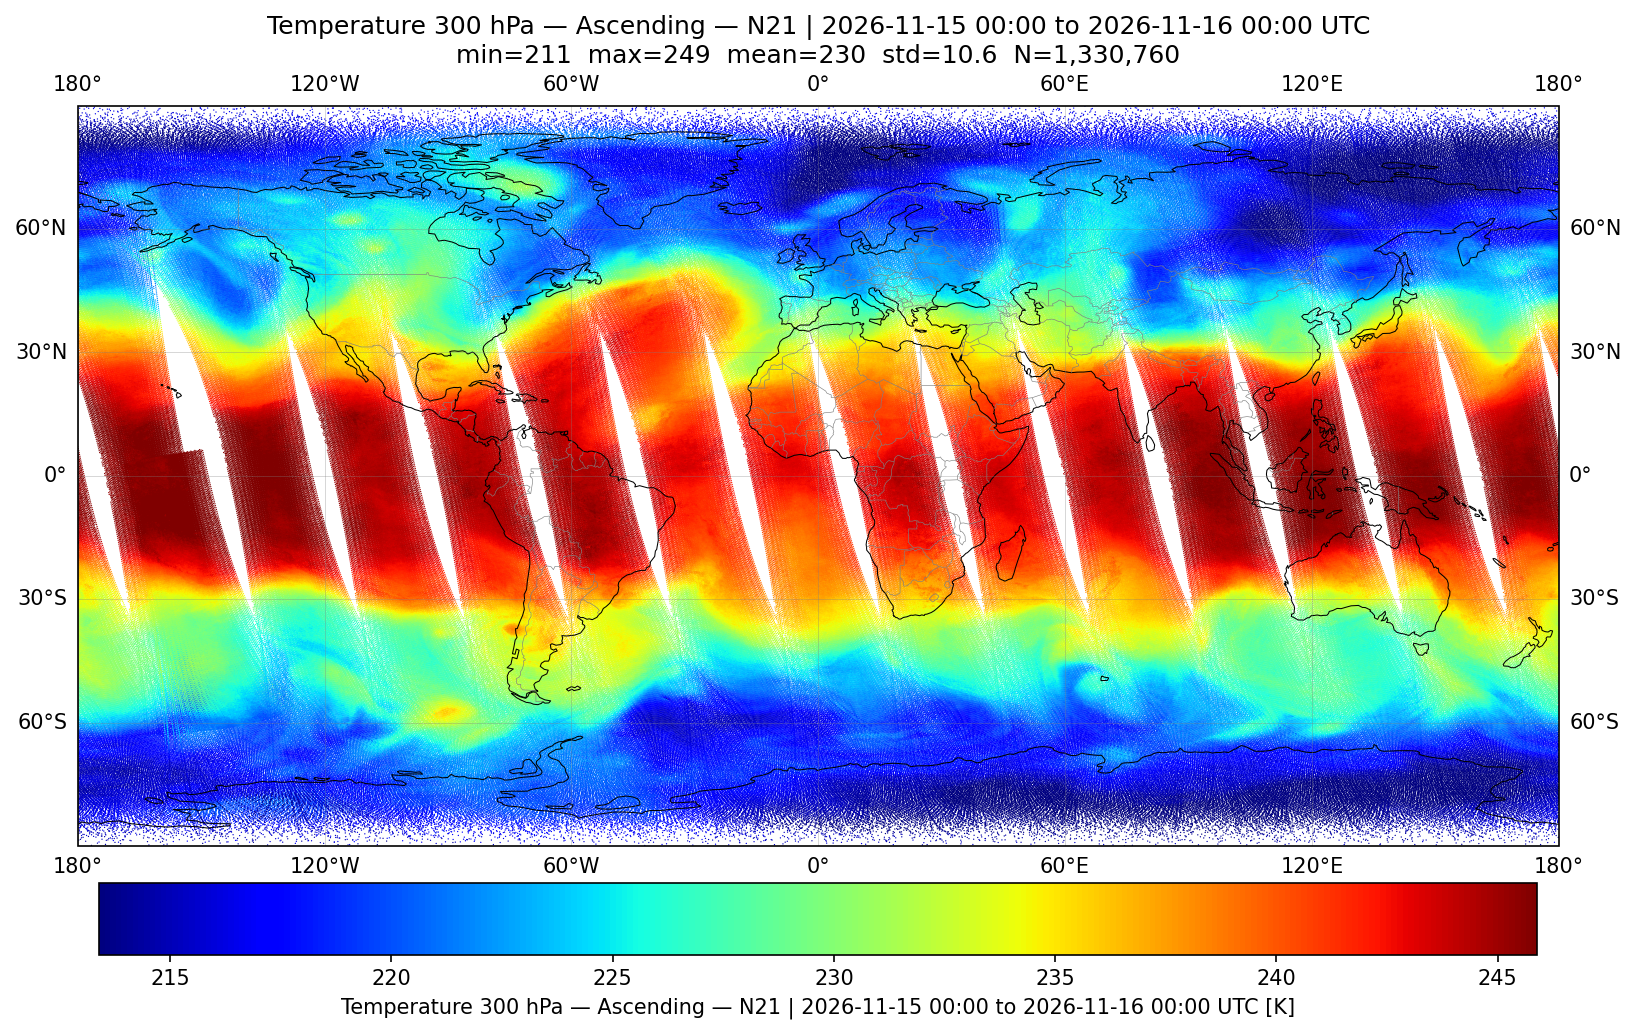 Temperature 300 hPa — Ascending — N21 | 2026-11-15 00:00 to 2026-11-16 00:00 UTC
min=211 max=249 mean=230 std=10.6 N=1,330,760
180° 120°W 60°W 0° 60°E 120°E 180°
60°N 60°N
30°N 30°N
0° 0°
30°S 30°S
60°S 60°S
180° 120°W 60°W 0° 60°E 120°E 180°
215 220 225 230 235 240 245
Temperature 300 hPa — Ascending — N21 | 2026-11-15 00:00 to 2026-11-16 00:00 UTC [K]